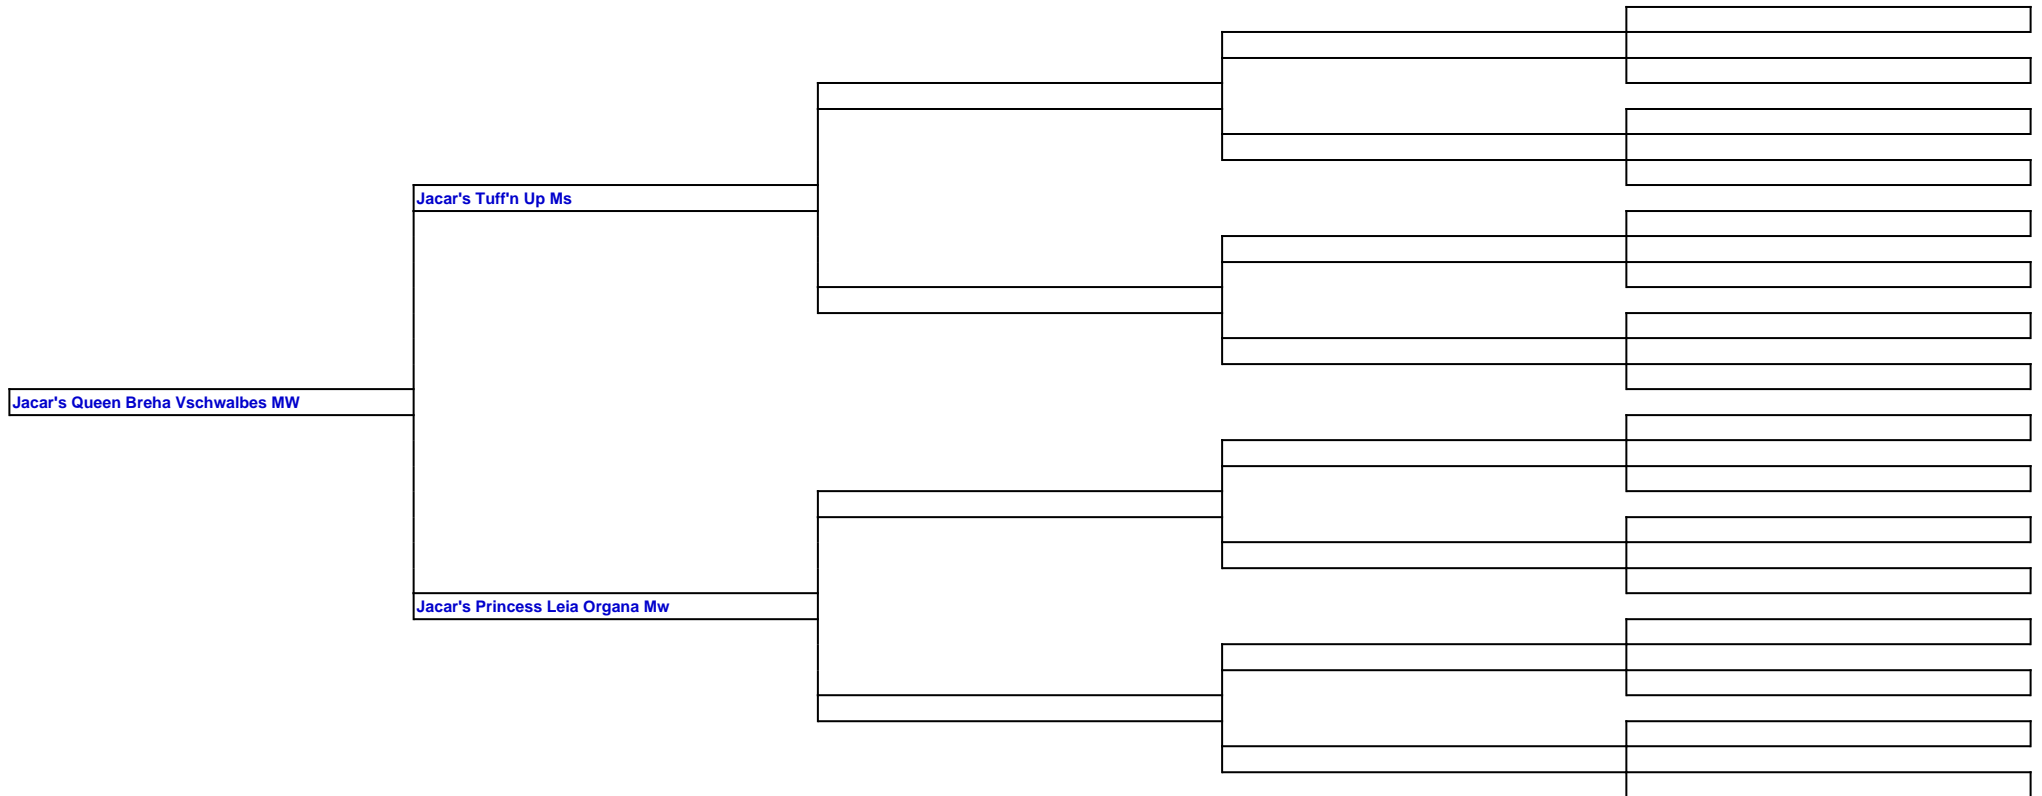 Jacar's Tuff'n Up Ms
Jacar's Queen Breha Vschwalbes MW
Jacar's Princess Leia Organa Mw